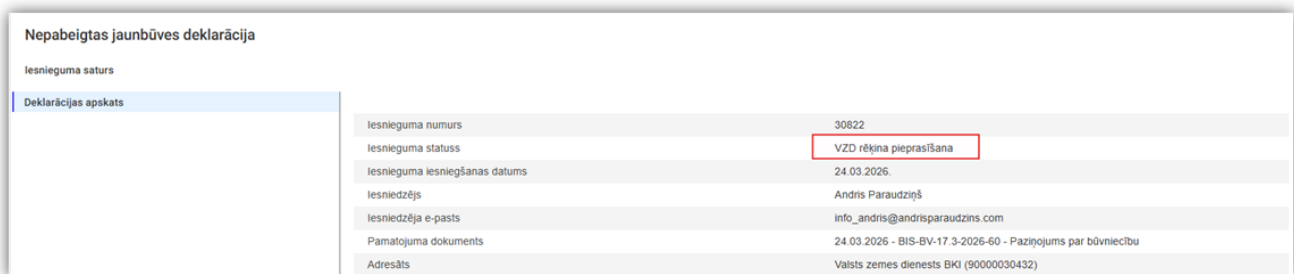 Nepabeigtas jaunbūves deklarācija
Iesnieguma saturs
Deklarācijas apskats
Iesnieguma numurs 30822
Iesnieguma statuss VZD rēķina pieprasīšana
Iesnieguma iesniegšanas datums 24.03.2026.
Iesniedzējs Andris Paraudziņš
Iesniedzēja e-pasts info_andris@andrisparaudzins.com
Pamatojuma dokuments 24.03.2026 - BIS-BV-17.3-2026-60 - Paziņojums par būvniecību
Adresāts Valsts zemes dienests BKI (90000030432)